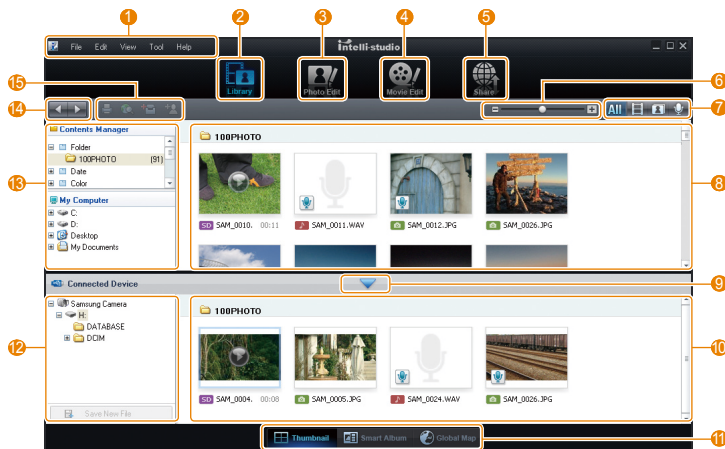 1 2 3 4 5
File Edit View Tool Help
intelli-studio
Library Photo Edit Movie Edit Share
15 6
14 All 7
Contents Manager
Folder
100PHOTO (91)
Date
Color
13
My Computer
C:
D:
Desktop
My Documents
100PHOTO
8
SD SAM_0010. 00:11 SAM_0011.WAV SAM_0012.JPG SAM_0026.JPG
Connected Device
9
Samsung Camera
H:
DATABASE
DCIM
12
Save New File
100PHOTO
10
SD SAM_0004. 00:08 SAM_0005.JPG SAM_0024.WAV SAM_0026.JPG
Thumbnail Smart Album Global Map
11